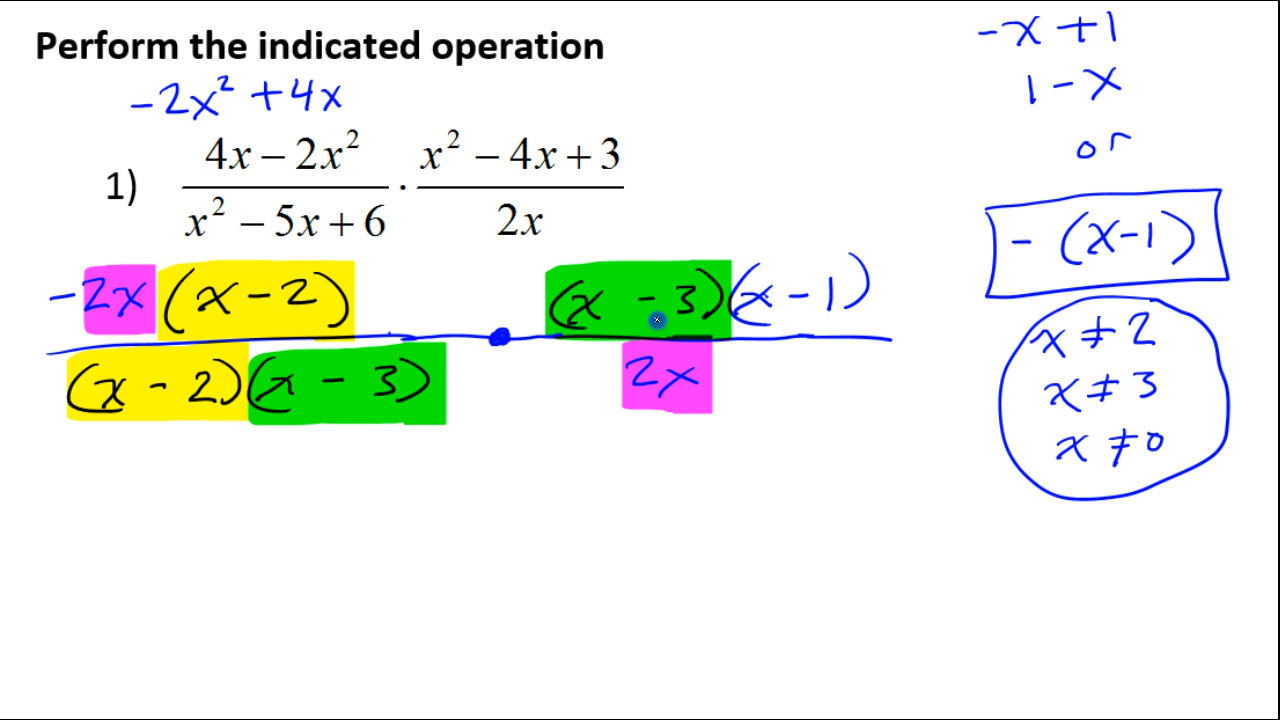 Perform the indicated operation
-2x² + 4x
1) (4x – 2x²)/(x² – 5x + 6) · (x² – 4x + 3)/(2x)
-2x(x-2) (x-3)(x-1)
(x-2)(x-3) 2x
-x+1
1-x
or
-(x-1)
x≠2
x≠3
x≠0